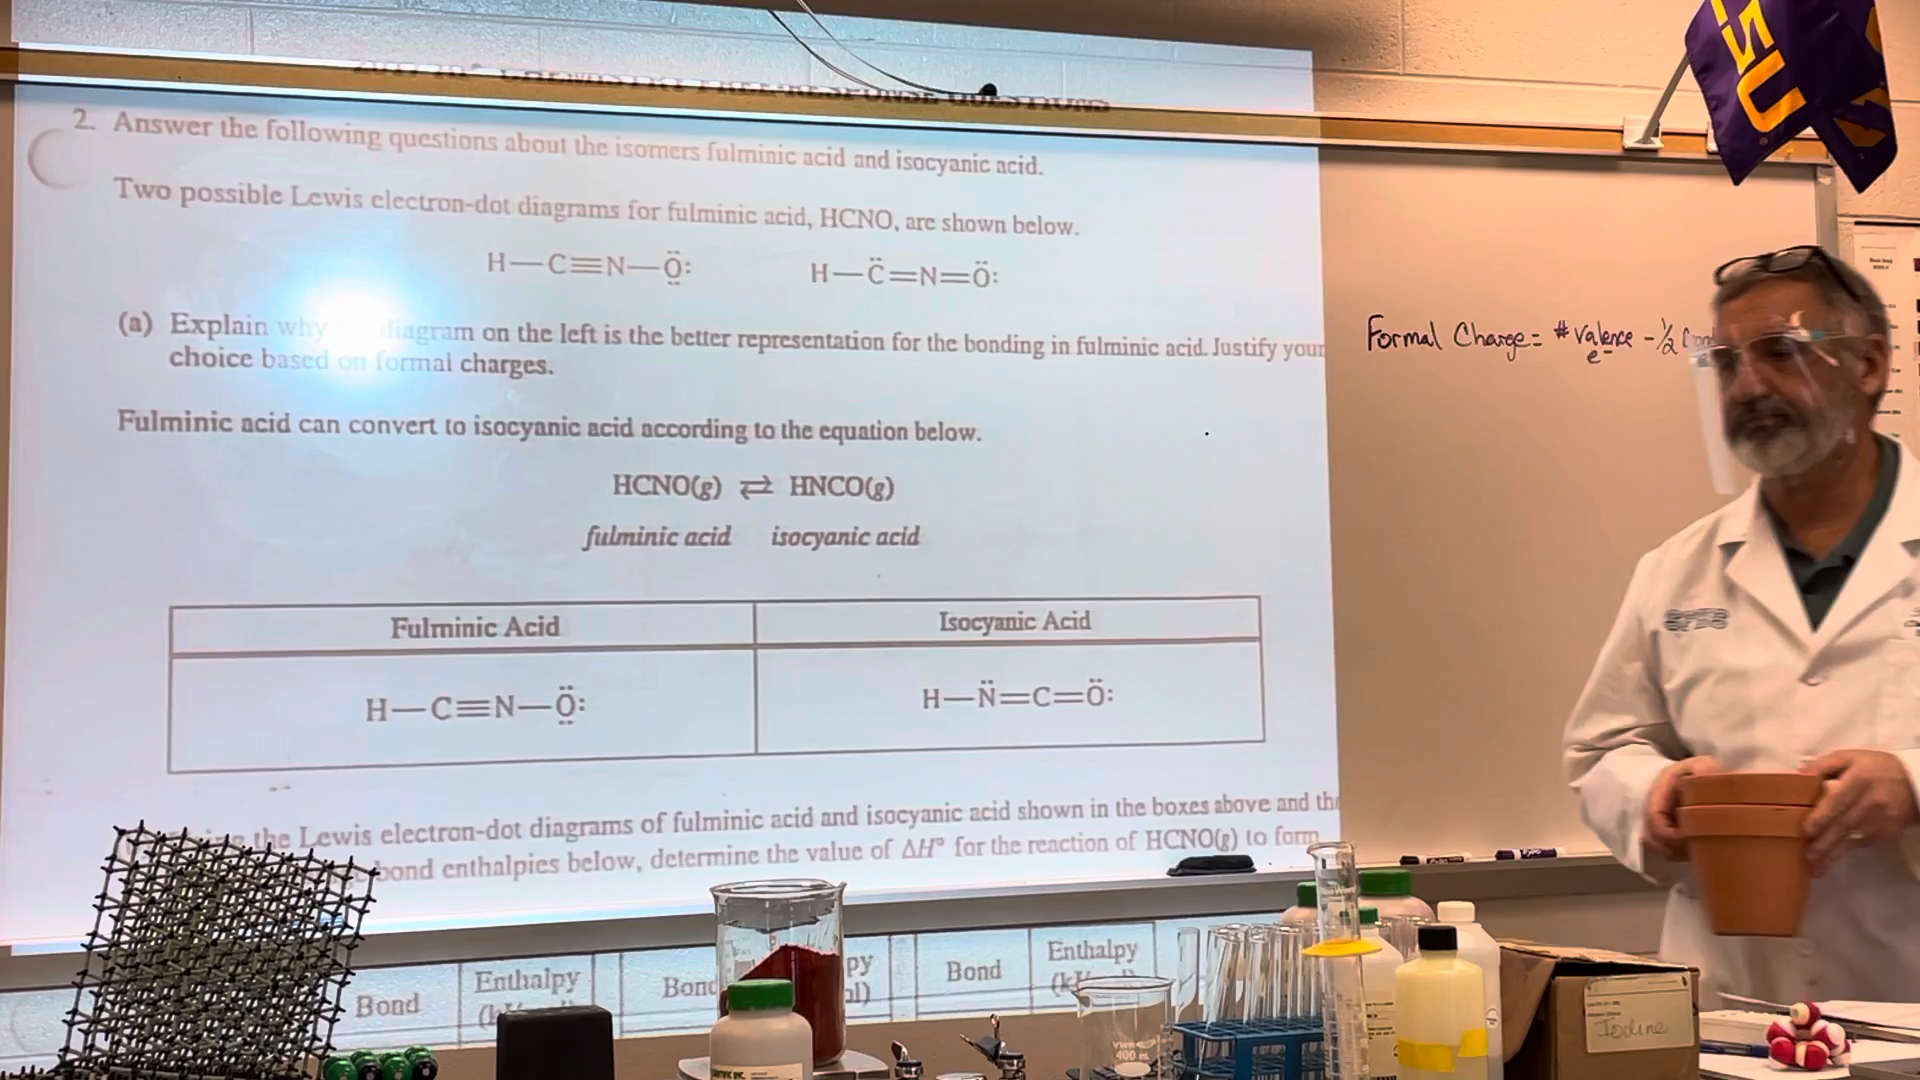 2. Answer the following questions about the isomers fulminic acid and isocyanic acid.
Two possible Lewis electron-dot diagrams for fulminic acid, HCNO, are shown below.
H—C≡N—Ö: H—C̈=N=Ö:
(a) Explain why diagram on the left is the better representation for the bonding in fulminic acid. Justify your
choice based on formal charges.
Fulminic acid can convert to isocyanic acid according to the equation below.
HCNO(g) ⇄ HNCO(g)
fulminic acid isocyanic acid
Fulminic Acid Isocyanic Acid
H—C≡N—Ö: H—N̈=C=Ö:
the Lewis electron-dot diagrams of fulminic acid and isocyanic acid shown in the boxes above and the
bond enthalpies below, determine the value of ΔH° for the reaction of HCNO(g) to form
Bond Enthalpy Bond Bond Enthalpy
Formal Charge = # valence - ½
e⁻
SU
Iodine
VWR
400 mL